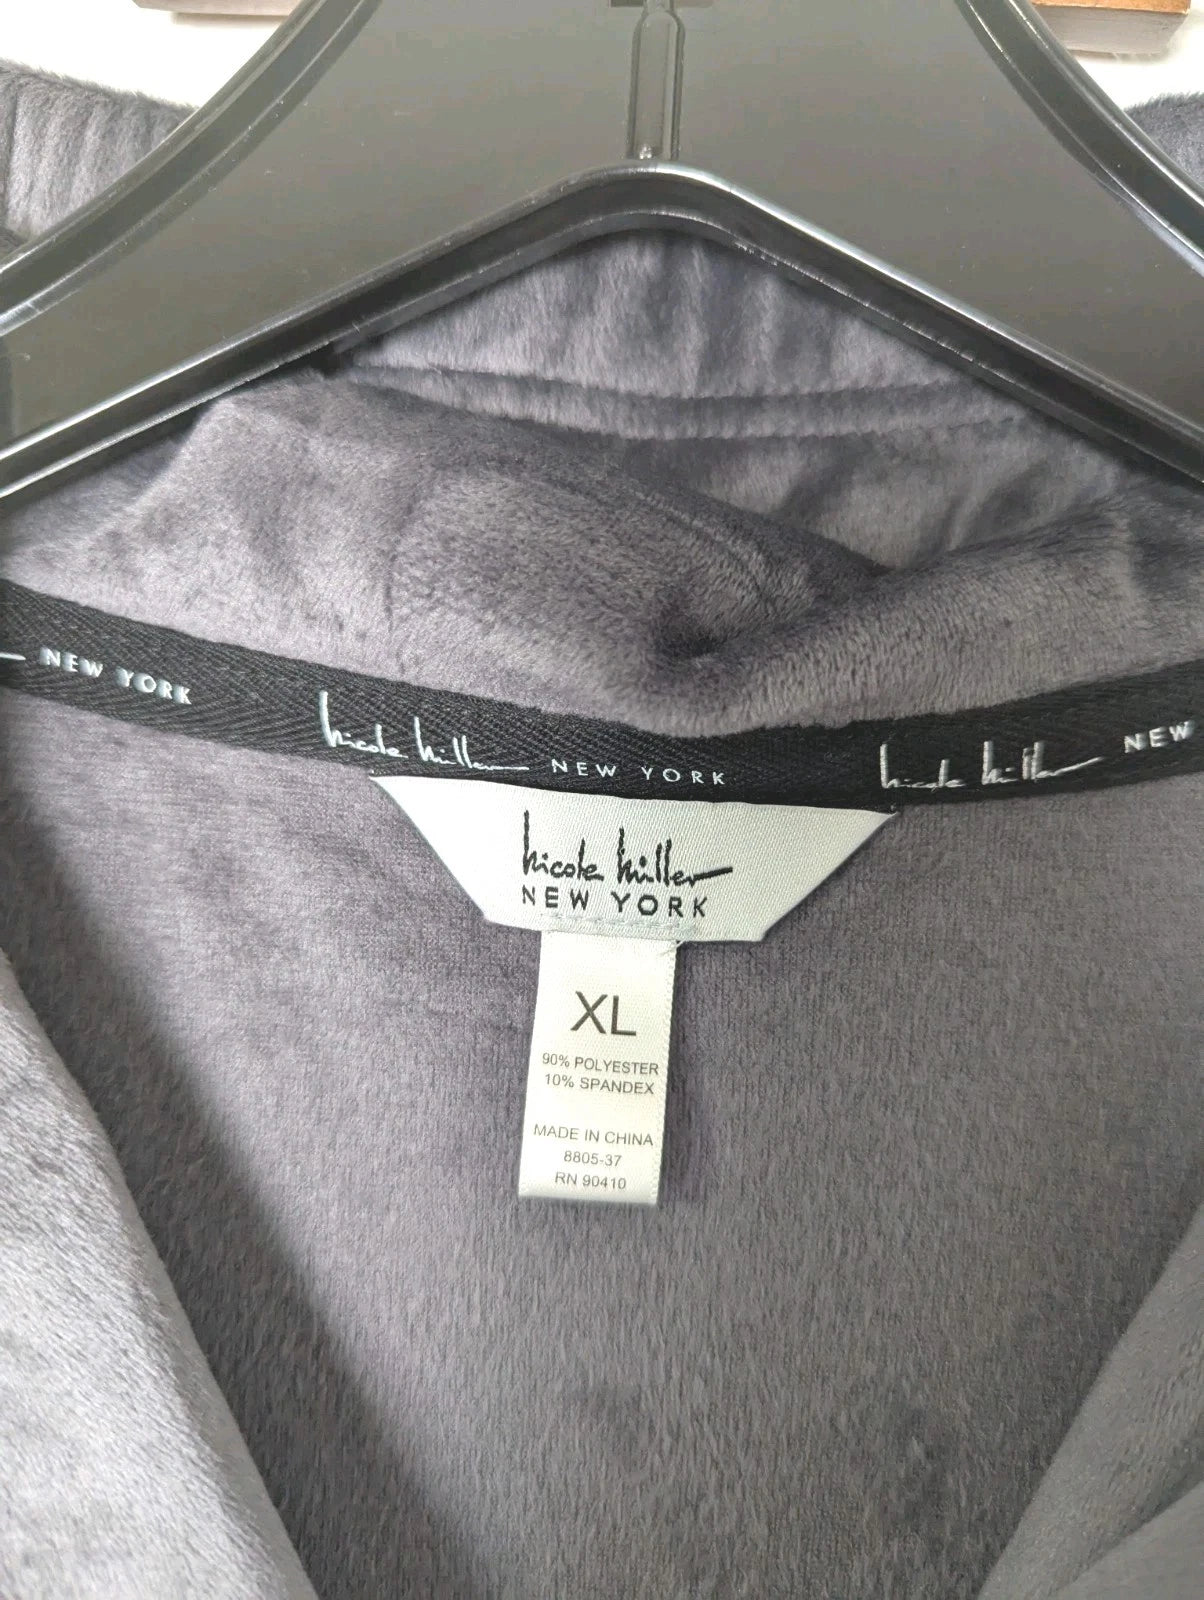 NEW YORK
nicole miller NEW YORK
nicole miller NEW
nicole miller
NEW YORK
XL
90% POLYESTER
10% SPANDEX
MADE IN CHINA
8805-37
RN 90410